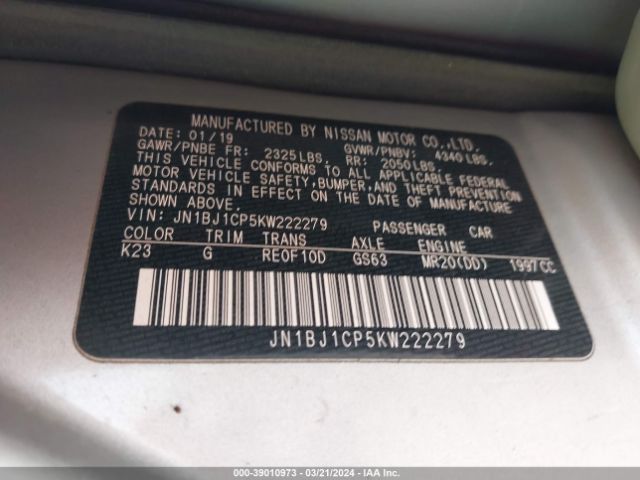 MANUFACTURED BY NISSAN MOTOR CO.,LTD.
DATE: 01/19 GVWR/PNBV: 4340 LBS.
GAWR/PNBE FR: 2325LBS. RR: 2050LBS.
THIS VEHICLE CONFORMS TO ALL APPLICABLE FEDERAL
MOTOR VEHICLE SAFETY,BUMPER,AND THEFT PREVENTION
STANDARDS IN EFFECT ON THE DATE OF MANUFACTURE
SHOWN ABOVE.
VIN: JN1BJ1CP5KW222279 PASSENGER CAR
COLOR TRIM TRANS AXLE ENGINE
K23 G RE0F10D GS63 MR20(DD) 1997CC
JN1BJ1CP5KW222279
000-39010973 — 03/21/2024 — IAA Inc.